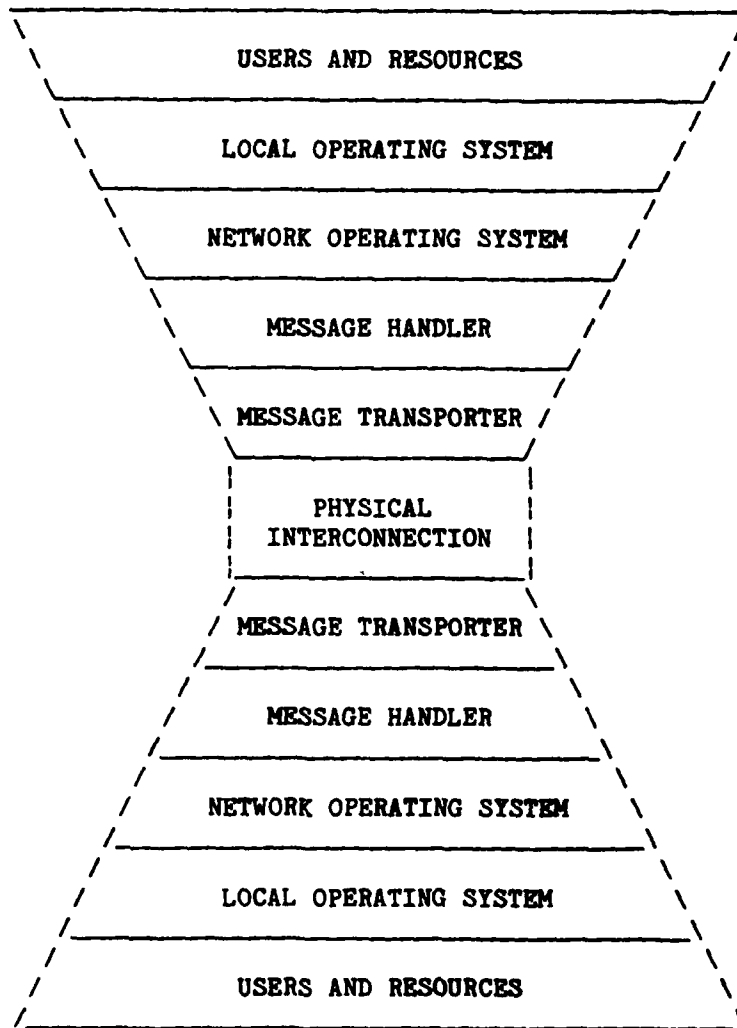 USERS AND RESOURCES
LOCAL OPERATING SYSTEM
NETWORK OPERATING SYSTEM
MESSAGE HANDLER
MESSAGE TRANSPORTER
PHYSICAL
INTERCONNECTION
MESSAGE TRANSPORTER
MESSAGE HANDLER
NETWORK OPERATING SYSTEM
LOCAL OPERATING SYSTEM
USERS AND RESOURCES